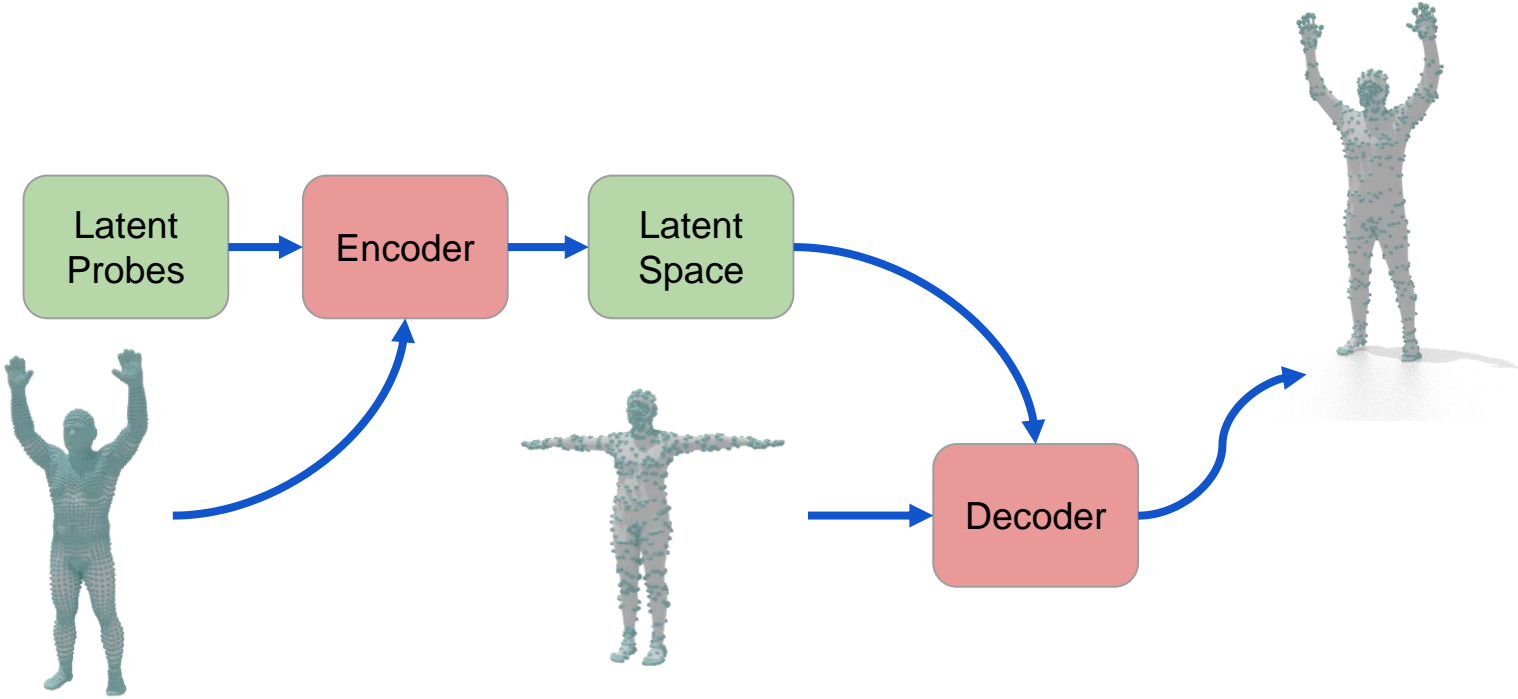 Latent
Probes
Encoder
Latent
Space
Decoder